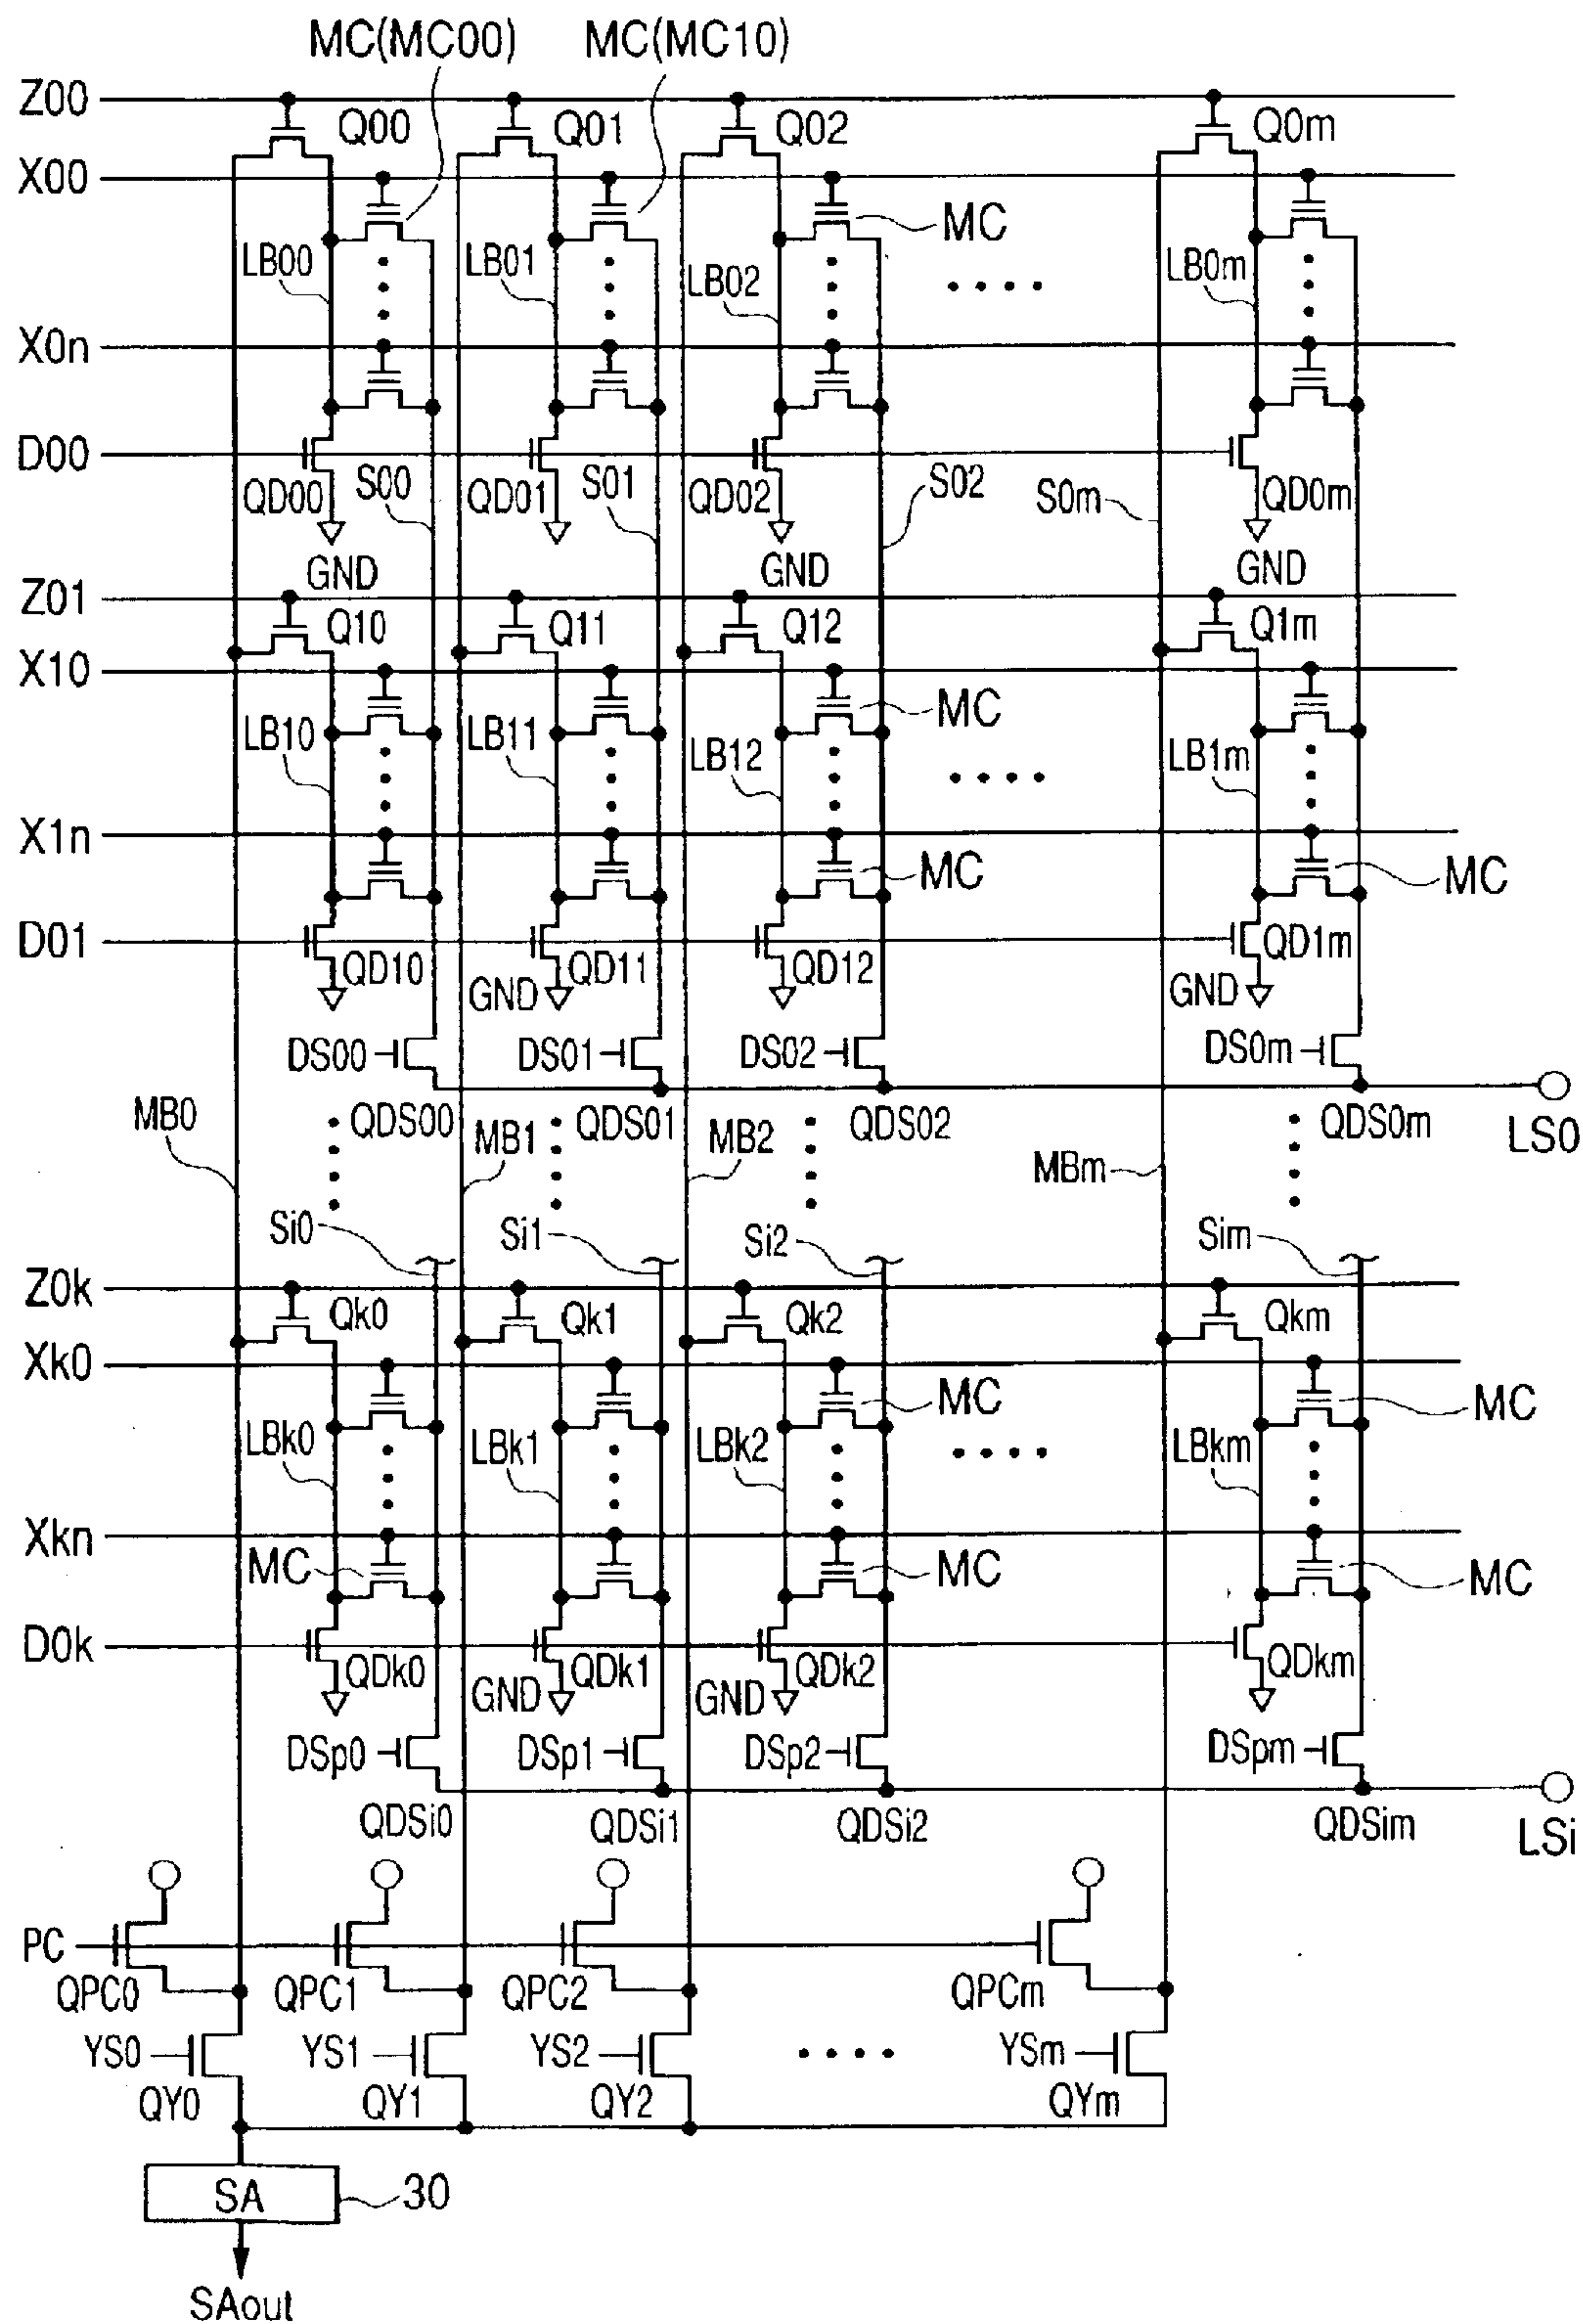 MC(MC00) MC(MC10)
Z00 Q00 Q01 Q02 Q0m
X00 MC
LB00 LB01 LB02 LB0m
X0n
D00 QD00 S00 QD01 S01 QD02 S02 S0m QD0m
GND GND GND
Z01 Q10 Q11 Q12 Q1m
X10 MC
LB10 LB11 LB12 LB1m
X1n MC MC
D01 QD10 QD11 QD12 QD1m
GND GND
DS00 DS01 DS02 DS0m
MB0 QDS00 MB1 QDS01 MB2 QDS02 MBm QDS0m LS0
Si0 Si1 Si2 Sim
Z0k Qk0 Qk1 Qk2 Qkm
Xk0 MC MC
LBk0 LBk1 LBk2 LBkm
Xkn MC MC MC
D0k QDk0 QDk1 QDk2 QDkm
GND GND
DSp0 DSp1 DSp2 DSpm
QDSi0 QDSi1 QDSi2 QDSim LSi
PC QPC0 QPC1 QPC2 QPCm
YS0 YS1 YS2 YSm
QY0 QY1 QY2 QYm
SA 30
SAout